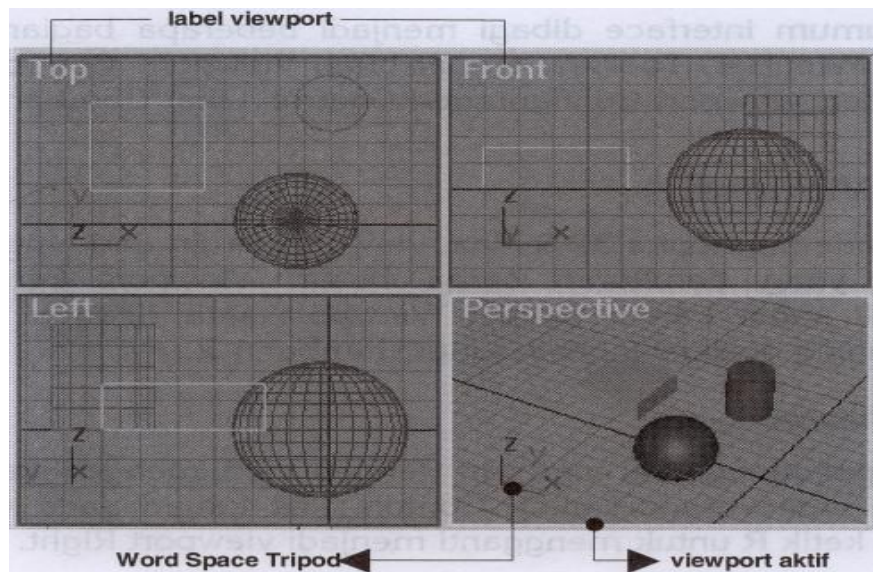 label viewport
mum interface dibagi menjadi beberapa bagian
Top
Front
y
z
x
z
y
x
Left
Perspective
z
y
x
z
y
x
ketik R untuk mengganti menjadi viewport Right.
Word Space Tripod
viewport aktif